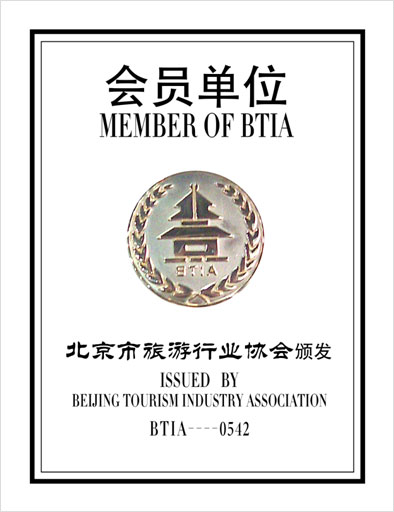 会员单位
MEMBER OF BTIA
BTIA
北京市旅游行业协会颁发
ISSUED BY
BEIJING TOURISM INDUSTRY ASSOCIATION
BTIA----0542